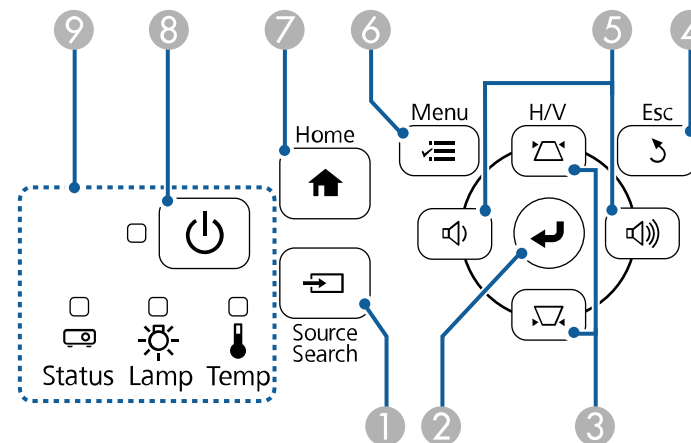 9 8 7 6 5 4
Menu H/V Esc
Home
Source
Search
Status Lamp Temp
1 2 3